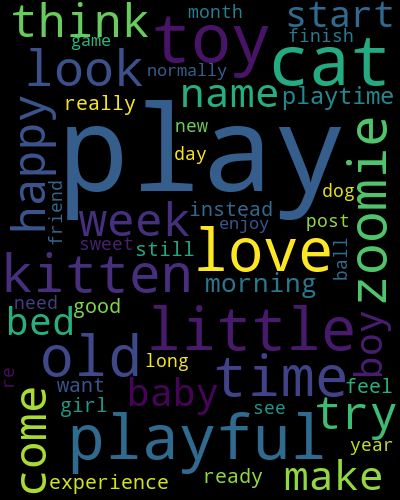 think
toy
month
start
game
finish
cat
look
normally
name
playtime
really
happy
play
new
day
zoomie
dog
friend
week
instead
enjoy
post
sweet
still
love
ball
kitten
morning
need
good
bed
little
boy
old
long
time
re
want
baby
feel
girl
see
try
come
playful
year
experience
ready
make